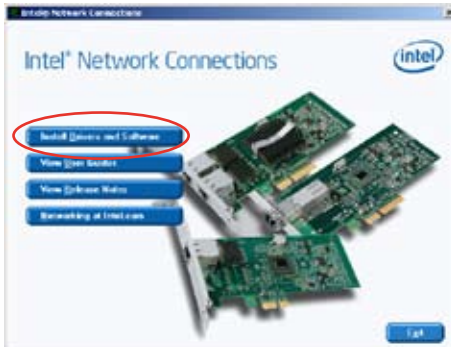 Intel® Network Connections
Intel® Network Connections
intel
Install Drivers and Software
View User Guides
View Release Notes
Networking at Intel.com
Exit